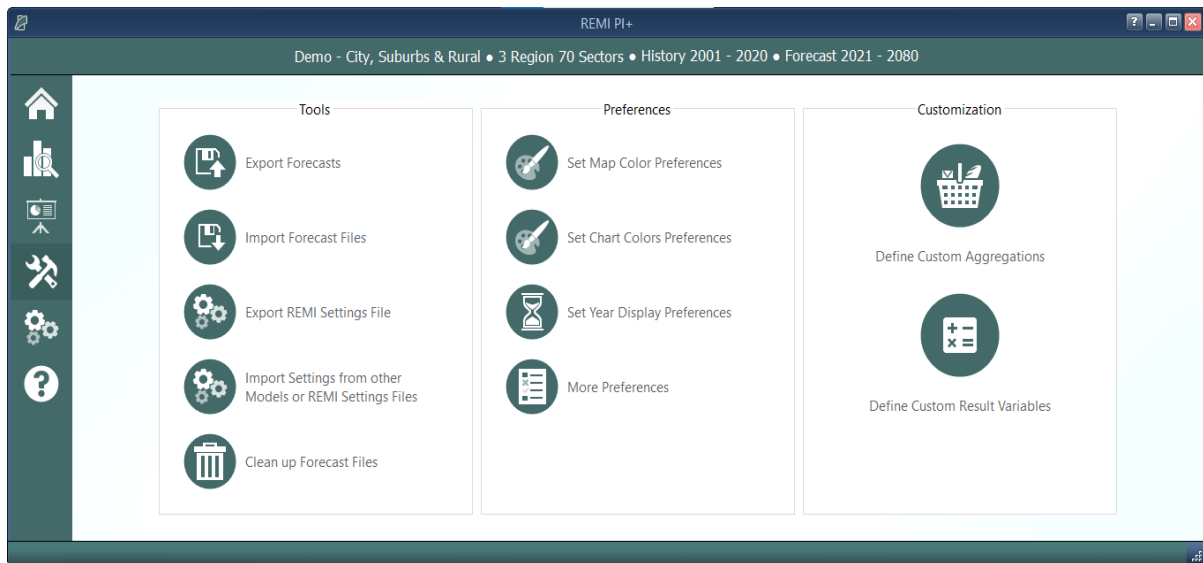 REMI PI+
Demo - City, Suburbs & Rural ● 3 Region 70 Sectors ● History 2001 - 2020 ● Forecast 2021 - 2080
Tools
Export Forecasts
Import Forecast Files
Export REMI Settings File
Import Settings from other
Models or REMI Settings Files
Clean up Forecast Files
Preferences
Set Map Color Preferences
Set Chart Colors Preferences
Set Year Display Preferences
More Preferences
Customization
Define Custom Aggregations
Define Custom Result Variables